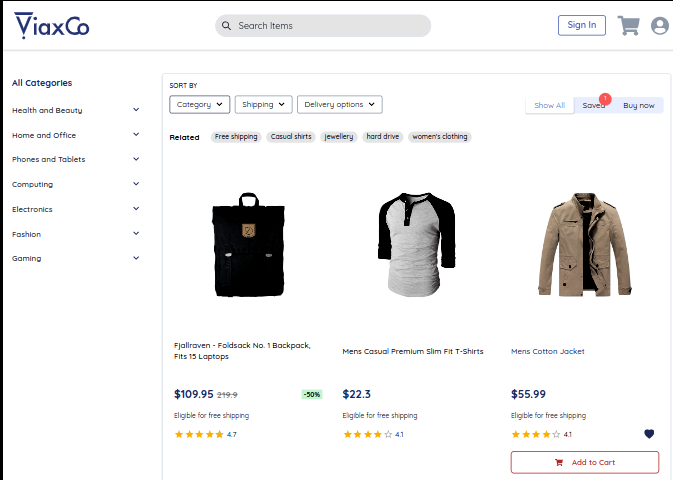 ViaxCo
Search Items
Sign In
All Categories
Health and Beauty
Home and Office
Phones and Tablets
Computing
Electronics
Fashion
Gaming
SORT BY
Category Shipping Delivery options
Show All Saved 1 Buy now
Related Free shipping Casual shirts jewellery hard drive women's clothing
Fjallraven - Foldsack No. 1 Backpack,
Fits 15 Laptops
$109.95 219.9 -50%
Eligible for free shipping
4.7
Mens Casual Premium Slim Fit T-Shirts
$22.3
Eligible for free shipping
4.1
Mens Cotton Jacket
$55.99
Eligible for free shipping
4.1
Add to Cart